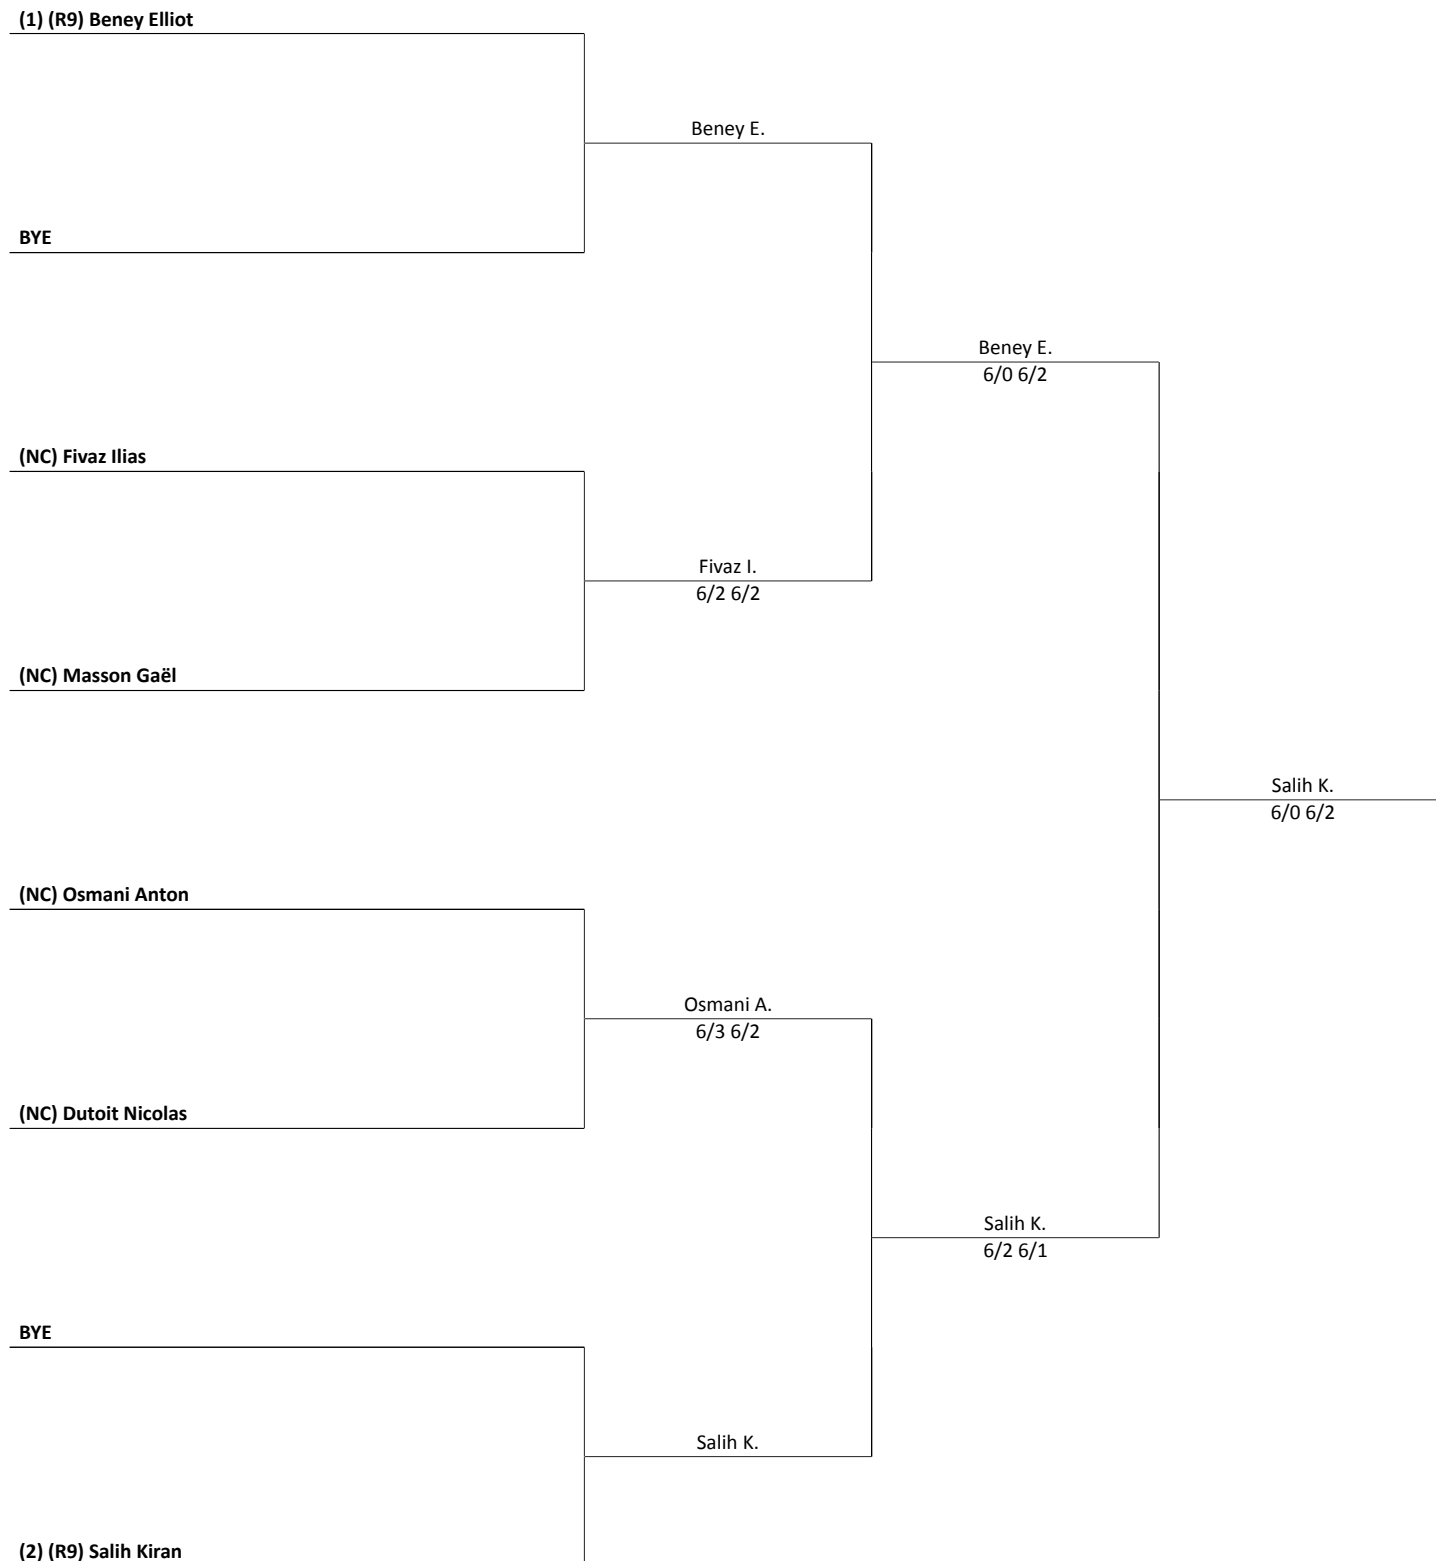 (1) (R9) Beney Elliot
Beney E.
BYE
Beney E.
6/0 6/2
(NC) Fivaz Ilias
Fivaz I.
6/2 6/2
(NC) Masson Gaël
Salih K.
6/0 6/2
(NC) Osmani Anton
Osmani A.
6/3 6/2
(NC) Dutoit Nicolas
Salih K.
6/2 6/1
BYE
Salih K.
(2) (R9) Salih Kiran